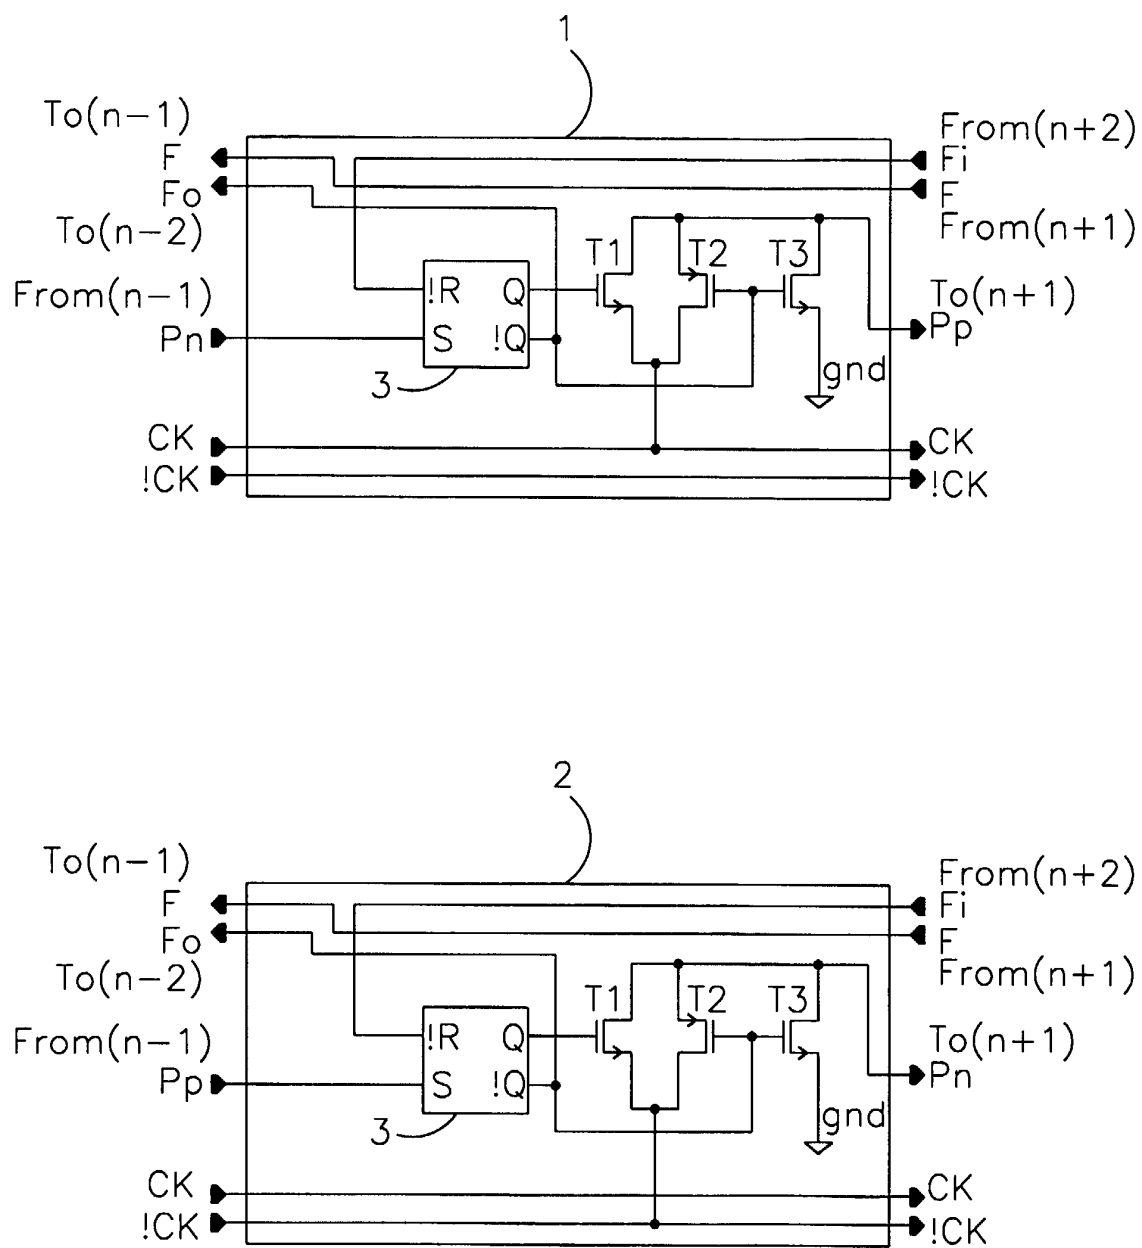 1
To(n-1)
From(n+2)
F
Fi
Fo
F
To(n-2)
From(n+1)
T1
T2
T3
From(n-1)
!R
Q
To(n+1)
Pn
S
!Q
Pp
3
gnd
CK
CK
!CK
!CK
2
To(n-1)
From(n+2)
F
Fi
Fo
F
To(n-2)
From(n+1)
T1
T2
T3
From(n-1)
!R
Q
To(n+1)
Pp
S
!Q
Pn
3
gnd
CK
CK
!CK
!CK